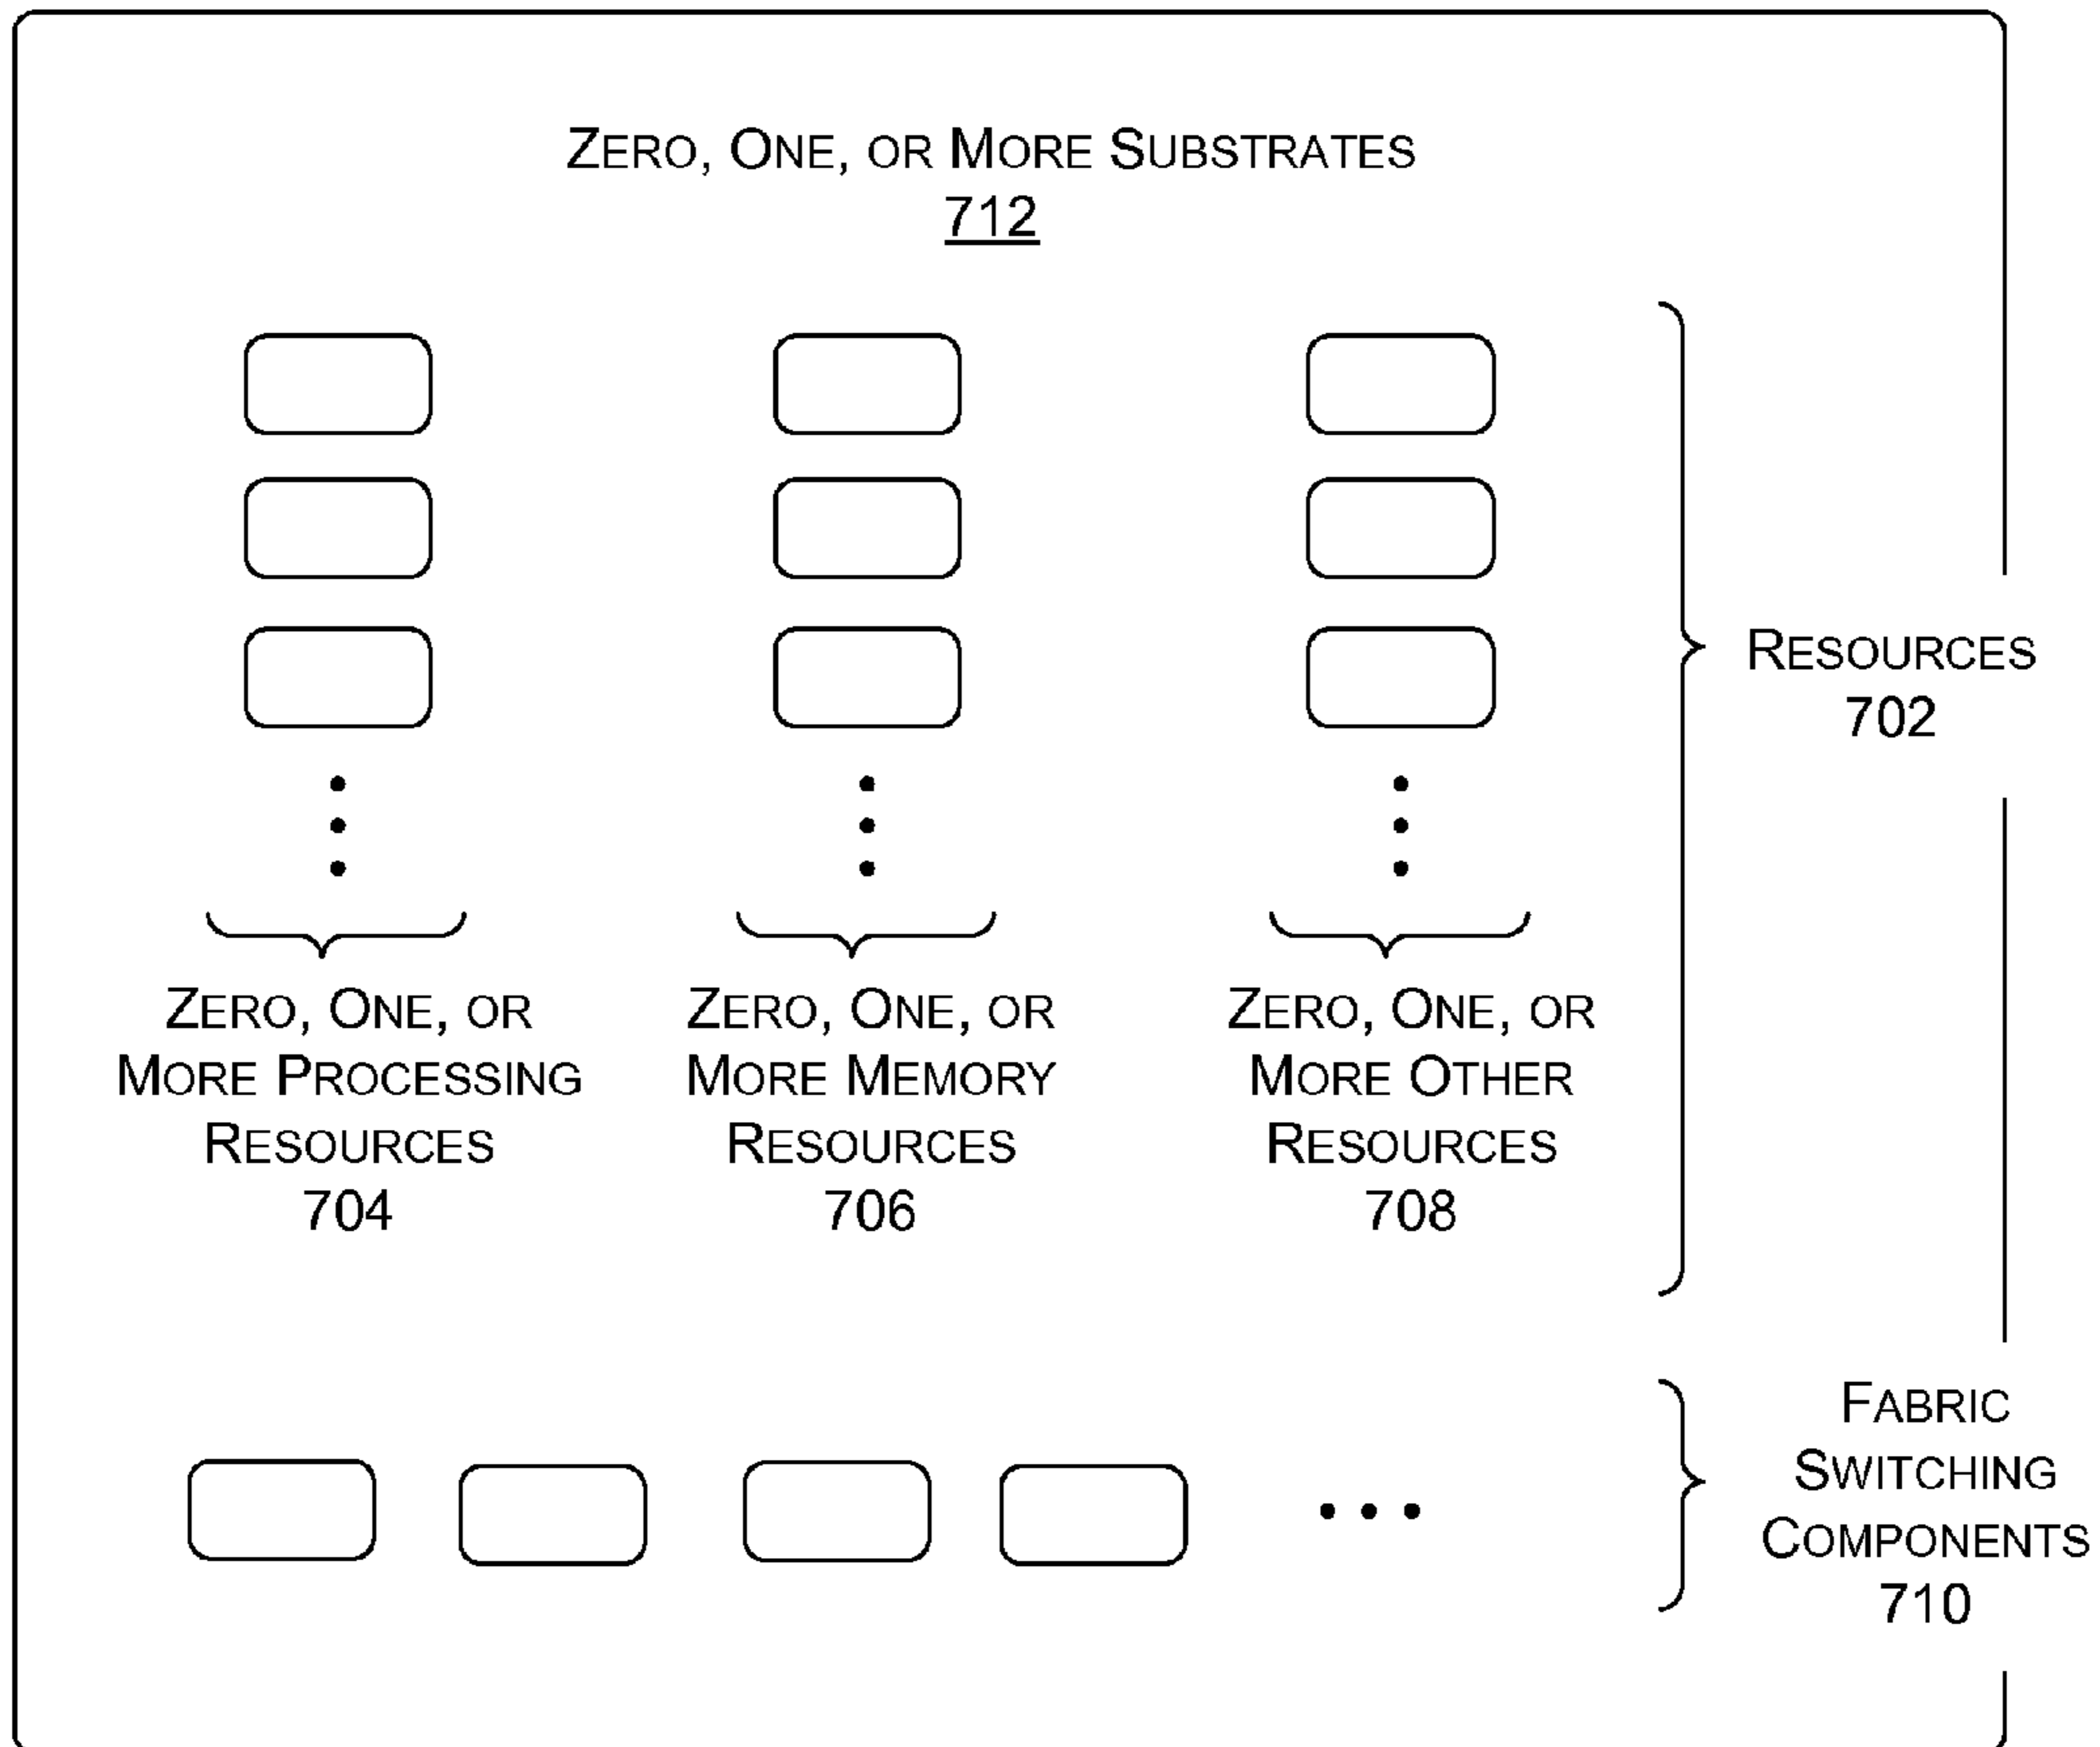 ZERO, ONE, OR MORE SUBSTRATES
712
RESOURCES
702
ZERO, ONE, OR
MORE PROCESSING
RESOURCES
704
ZERO, ONE, OR
MORE MEMORY
RESOURCES
706
ZERO, ONE, OR
MORE OTHER
RESOURCES
708
FABRIC
SWITCHING
COMPONENTS
710